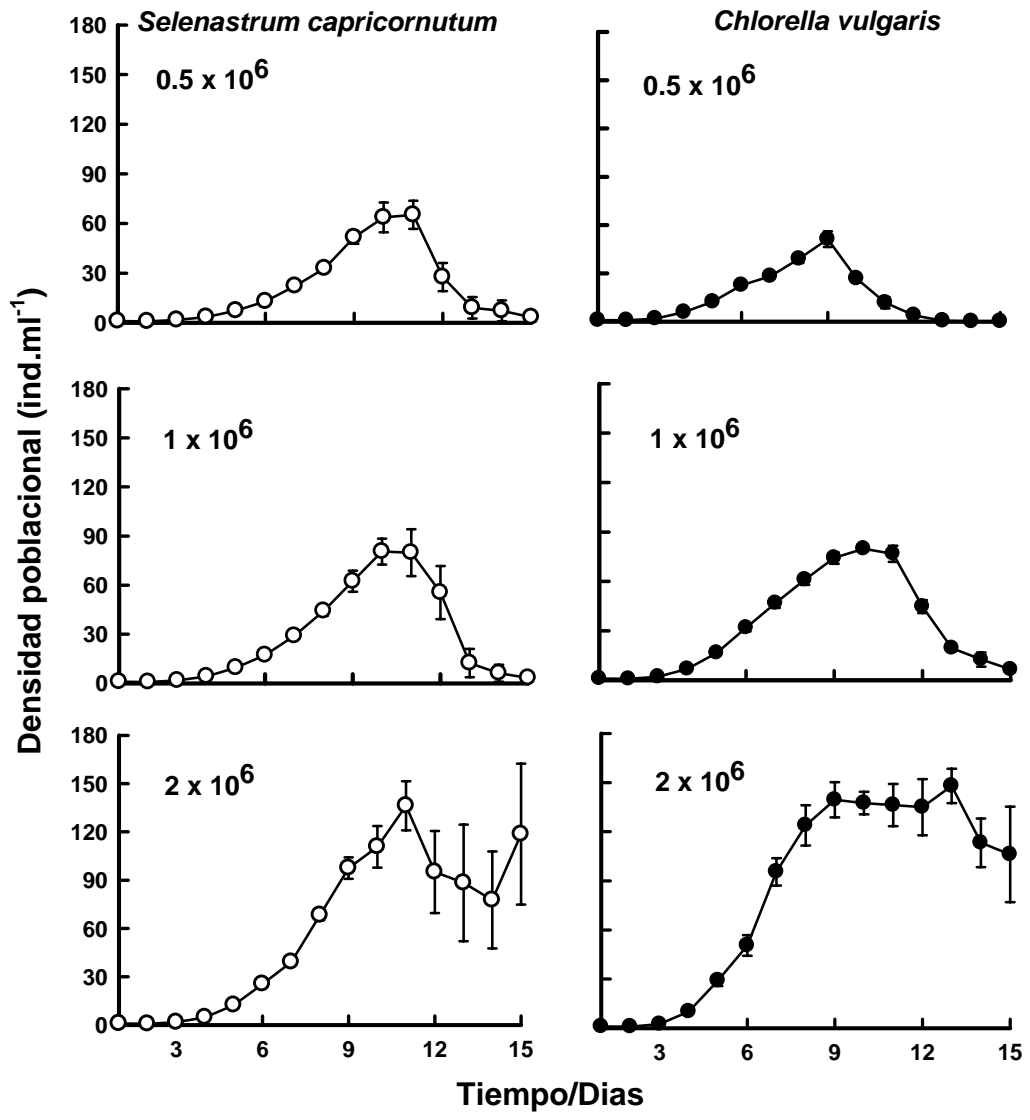 Selenastrum capricornutum
Chlorella vulgaris
180
150
120
90
60
30
0
0.5 x 10⁶
0.5 x 10⁶
180
150
120
90
60
30
0
1 x 10⁶
1 x 10⁶
180
150
120
90
60
30
0
2 x 10⁶
2 x 10⁶
3 6 9 12 15
3 6 9 12 15
Densidad poblacional (ind.ml⁻¹)
Tiempo/Dias